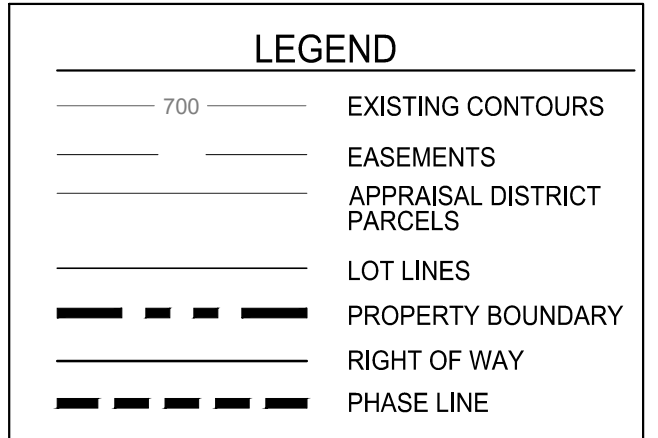 LEGEND
700 EXISTING CONTOURS
EASEMENTS
APPRAISAL DISTRICT
PARCELS
LOT LINES
PROPERTY BOUNDARY
RIGHT OF WAY
PHASE LINE